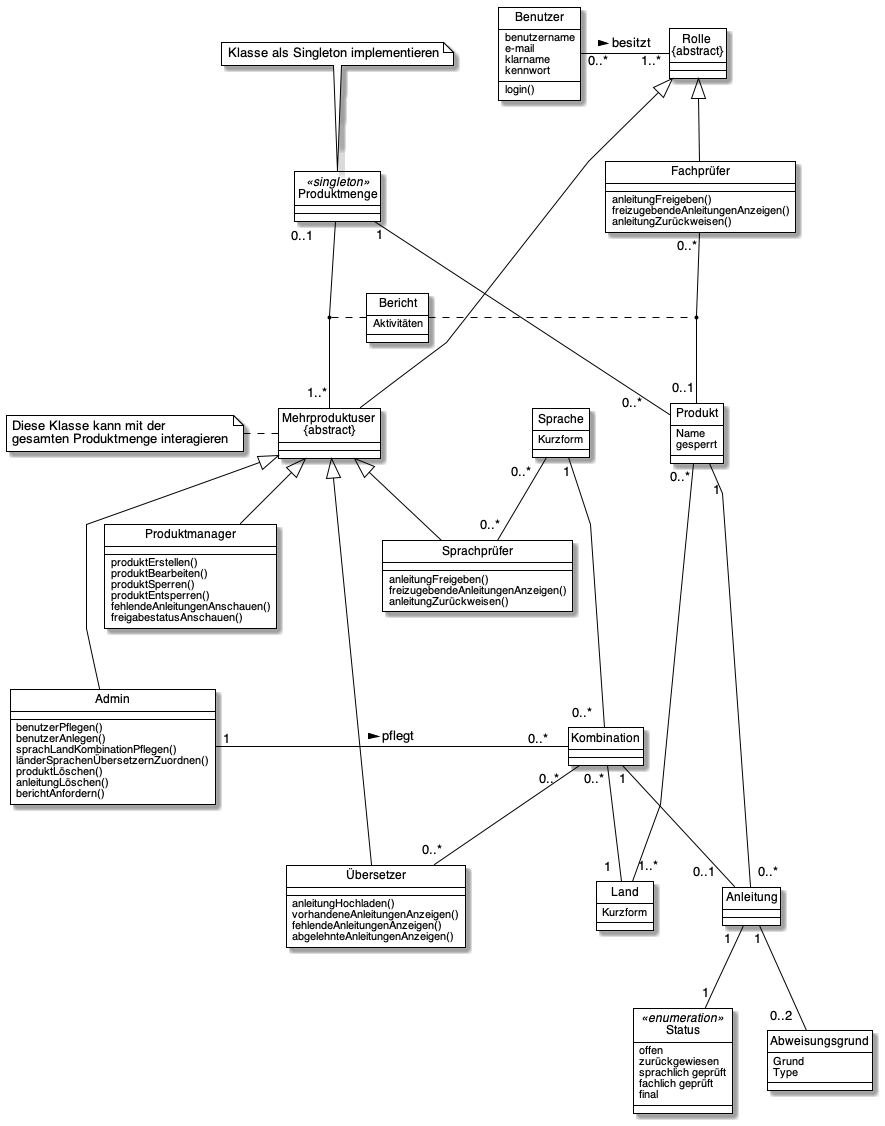 Benutzer
benutzername
e-mail
klarname
kennwort
login()
► besitzt
0..*
1..*
Rolle
{abstract}
Klasse als Singleton implementieren
«singleton»
Produktmenge
0..1
1
Fachprüfer
anleitungFreigeben()
freizugebendeAnleitungenAnzeigen()
anleitungZurückweisen()
0..*
Bericht
Aktivitäten
1..*
0..*
0..1
Diese Klasse kann mit der
gesamten Produktmenge interagieren
Mehrproduktuser
{abstract}
Sprache
Kurzform
Produkt
Name
gesperrt
0..*
1
0..*
1
0..*
Produktmanager
produktErstellen()
produktBearbeiten()
produktSperren()
produktEntsperren()
fehlendeAnleitungenAnschauen()
freigabestatusAnschauen()
Sprachprüfer
anleitungFreigeben()
freizugebendeAnleitungenAnzeigen()
anleitungZurückweisen()
Admin
benutzerPflegen()
benutzerAnlegen()
sprachLandKombinationPflegen()
länderSprachenÜbersetzernZuordnen()
produktLöschen()
anleitungLöschen()
berichtAnfordern()
1
► pflegt
0..*
0..*
Kombination
0..*
0..*
1
0..*
1
1..*
0..1
0..*
Übersetzer
anleitungHochladen()
vorhandeneAnleitungenAnzeigen()
fehlendeAnleitungenAnzeigen()
abgelehnteAnleitungenAnzeigen()
Land
Kurzform
Anleitung
1
1
1
0..2
«enumeration»
Status
offen
zurückgewiesen
sprachlich geprüft
fachlich geprüft
final
Abweisungsgrund
Grund
Type